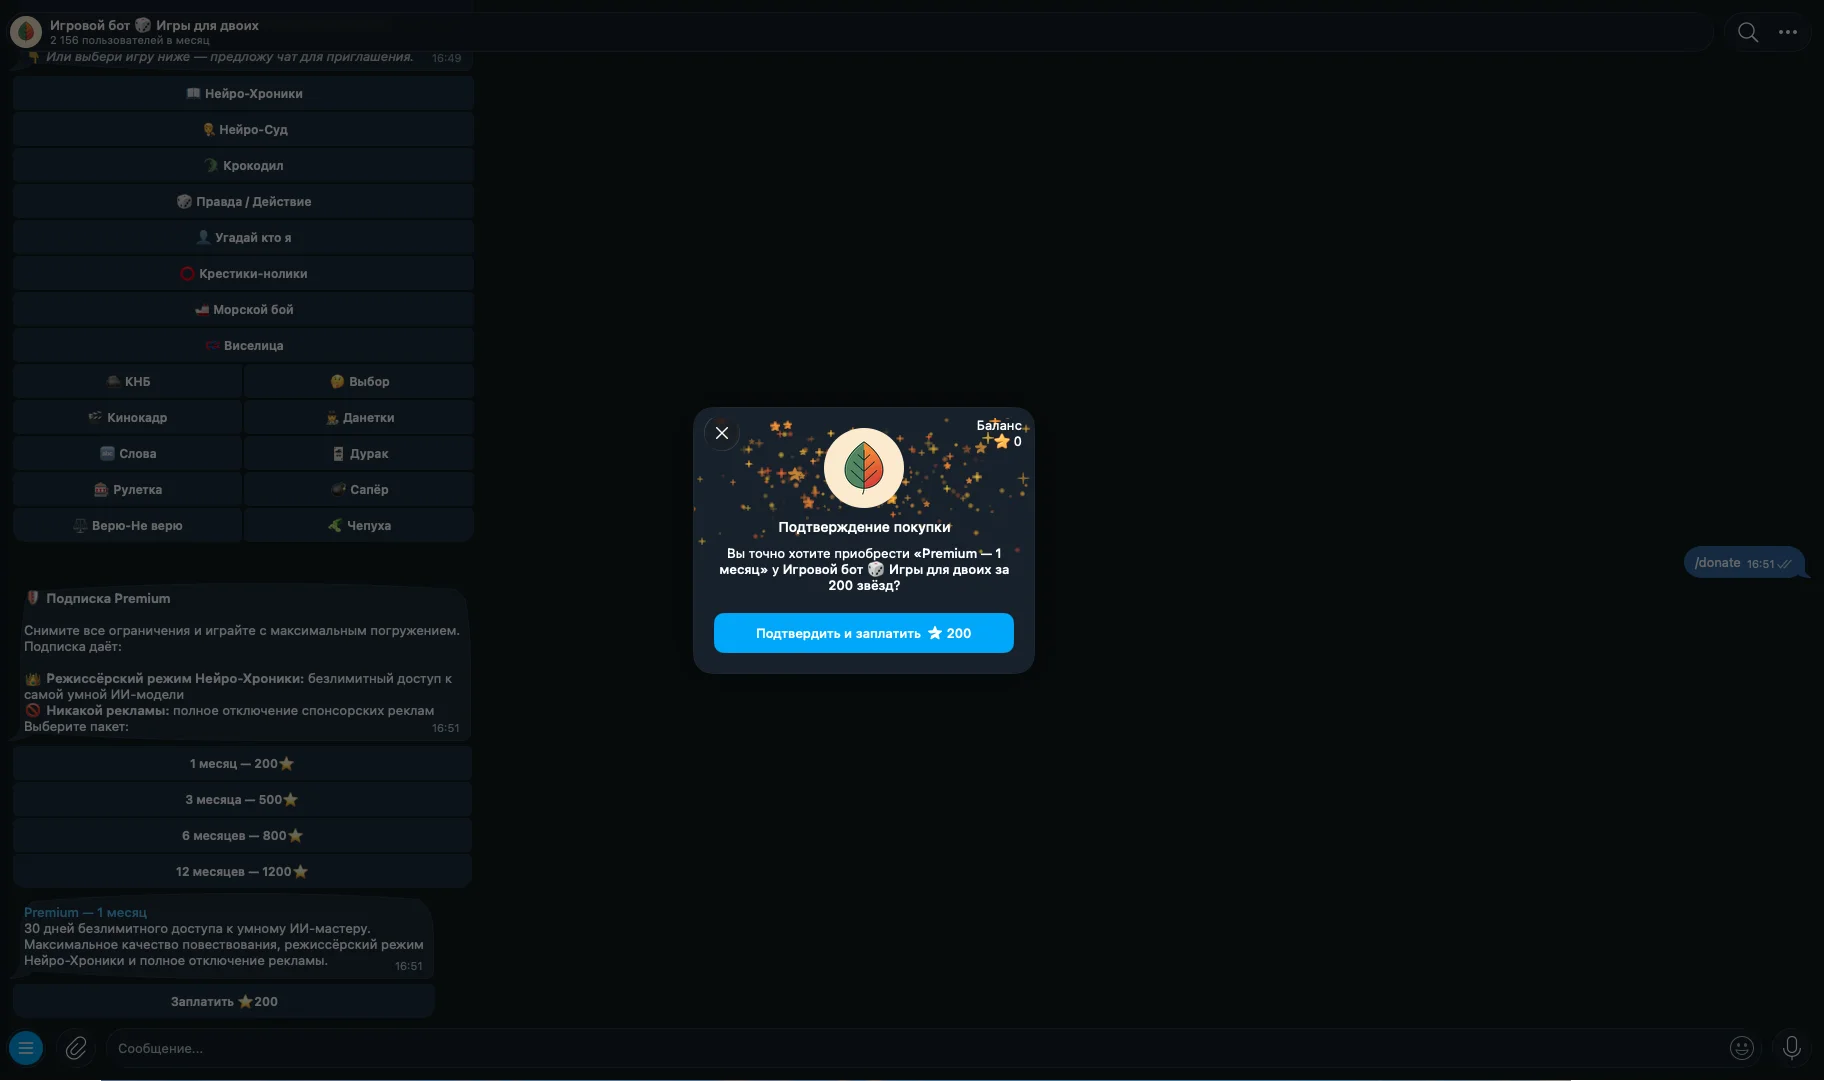 Игровой бот 🎲 Игры для двоих
2 156 пользователей в месяц
👇 Или выбери игру ниже — предложу чат для приглашения. 16:49
📖 Нейро-Хроники
Нейро-Суд
🐊 Крокодил
🎲 Правда / Действие
👤 Угадай кто я
⭕ Крестики-нолики
Морской бой
Виселица
КНБ
🤔 Выбор
Кинокадр
Данетки
🔤 Слова
Дурак
🎰 Рулетка
💣 Сапёр
Верю-Не верю
Чепуха
/donate 16:51
Подписка Premium
Снимите все ограничения и играйте с максимальным погружением.
Подписка даёт:
👑 Режиссёрский режим Нейро-Хроники: безлимитный доступ к
самой умной ИИ-модели
🚫 Никакой рекламы: полное отключение спонсорских реклам
Выберите пакет: 16:51
1 месяц — 200⭐
3 месяца — 500⭐
6 месяцев — 800⭐
12 месяцев — 1200⭐
Premium — 1 месяц
30 дней безлимитного доступа к умному ИИ-мастеру.
Максимальное качество повествования, режиссёрский режим
Нейро-Хроники и полное отключение рекламы. 16:51
Заплатить ⭐200
Сообщение...
Баланс
⭐ 0
Подтверждение покупки
Вы точно хотите приобрести «Premium — 1
месяц» у Игровой бот 🎲 Игры для двоих за
200 звёзд?
Подтвердить и заплатить ⭐ 200